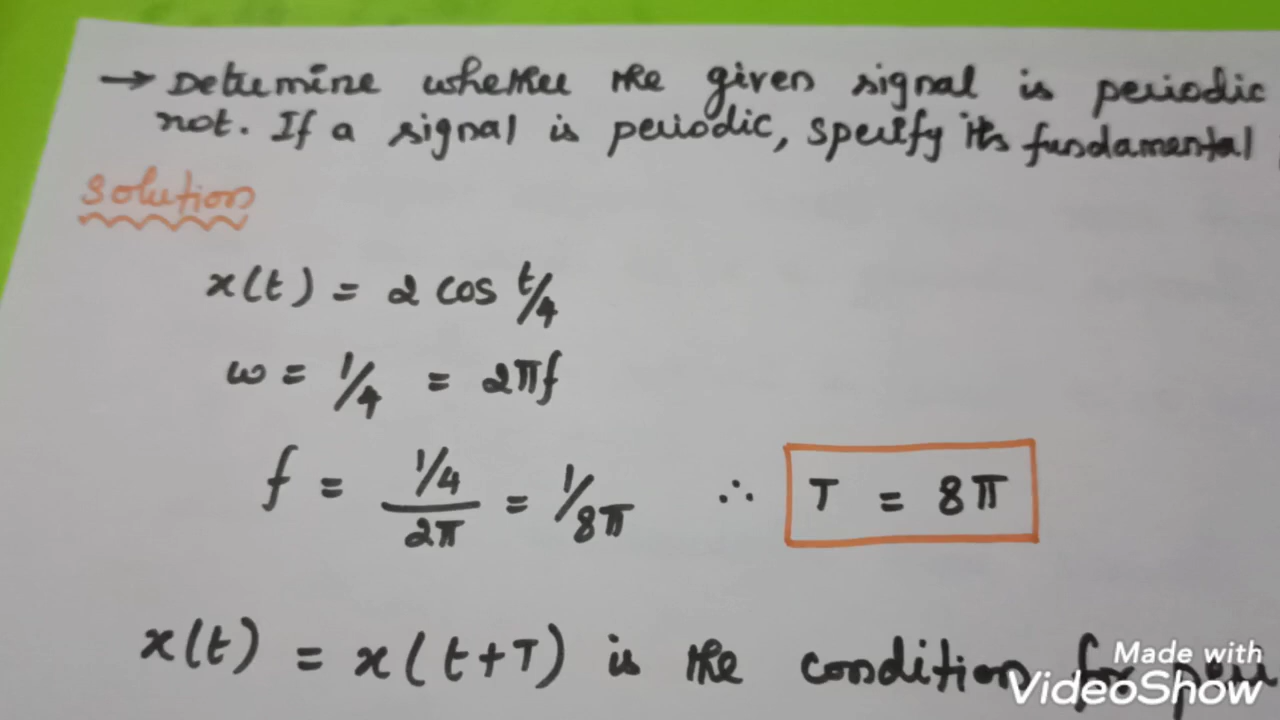 → Determine whether the given signal is periodic
not. If a signal is periodic, specify its fundamental
Solution
x(t) = 2 cos t/4
ω = 1/4 = 2πf
f = (1/4)/(2π) = 1/8π ∴ T = 8π
x(t) = x(t+T) is the condition for
Made with
VideoShow